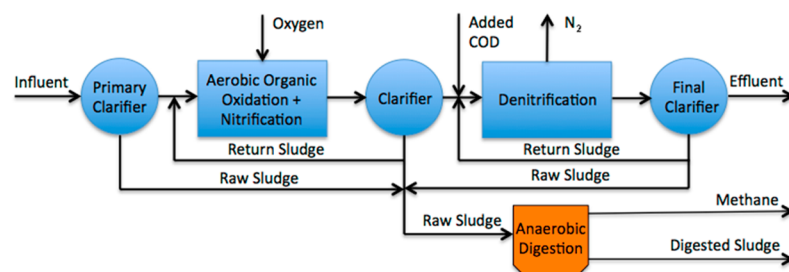 Oxygen
Added
COD
N2
Influent
Primary
Clarifier
Aerobic Organic
Oxidation +
Nitrification
Clarifier
Denitrification
Final
Clarifier
Effluent
Return Sludge
Return Sludge
Raw Sludge
Raw Sludge
Raw Sludge
Anaerobic
Digestion
Methane
Digested Sludge